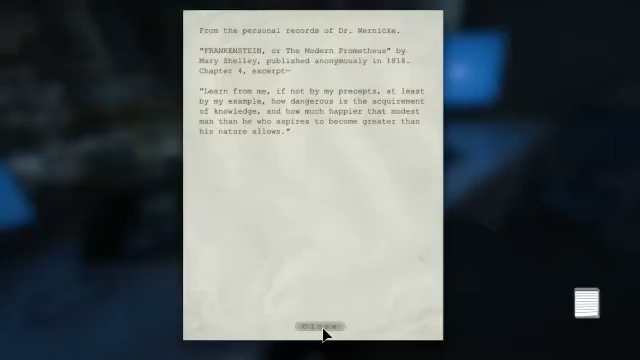 From the personal records of Dr. Wernicke.
"FRANKENSTEIN, or The Modern Prometheus" by
Mary Shelley, published anonymously in 1818.
Chapter 4, excerpt—
"Learn from me, if not by my precepts, at least
by my example, how dangerous is the acquirement
of knowledge, and how much happier that modest
man than he who aspires to become greater than
his nature allows."
Close